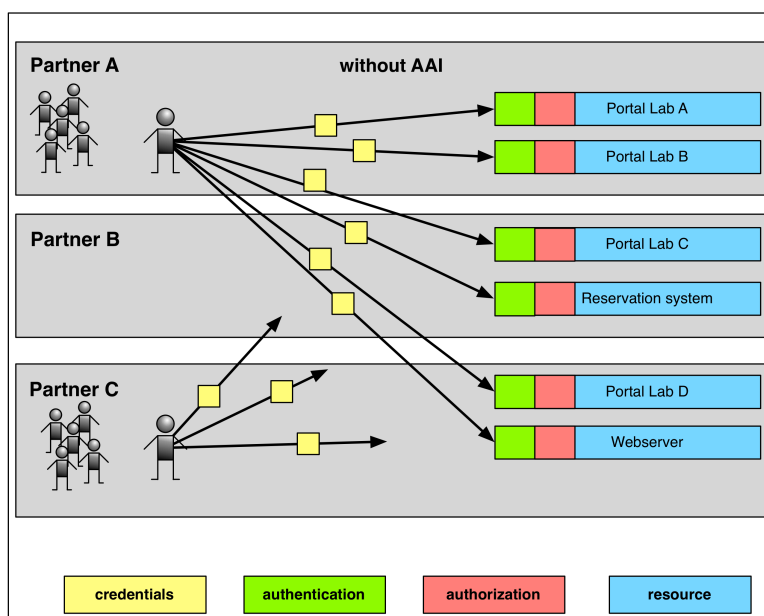 Partner A
without AAI
Portal Lab A
Portal Lab B
Partner B
Portal Lab C
Reservation system
Partner C
Portal Lab D
Webserver
credentials
authentication
authorization
resource